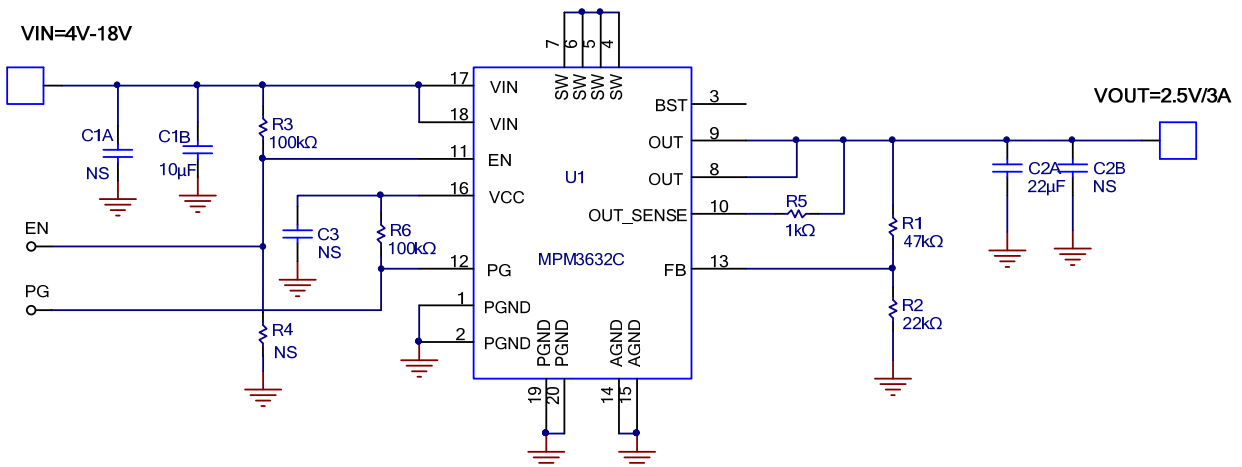 VIN=4V-18V
7
6
5
4
SW
SW
SW
SW
17
VIN
BST
3
VOUT=2.5V/3A
18
VIN
OUT
9
C1A
NS
C1B
10µF
R3
100kΩ
11
EN
OUT
8
C2A
22µF
C2B
NS
U1
16
VCC
OUT_SENSE
10
R5
1kΩ
R1
47kΩ
EN
C3
NS
R6
100kΩ
12
PG
MPM3632C
FB
13
PG
1
PGND
R2
22kΩ
R4
NS
2
PGND
PGND
PGND
AGND
AGND
19
20
14
15